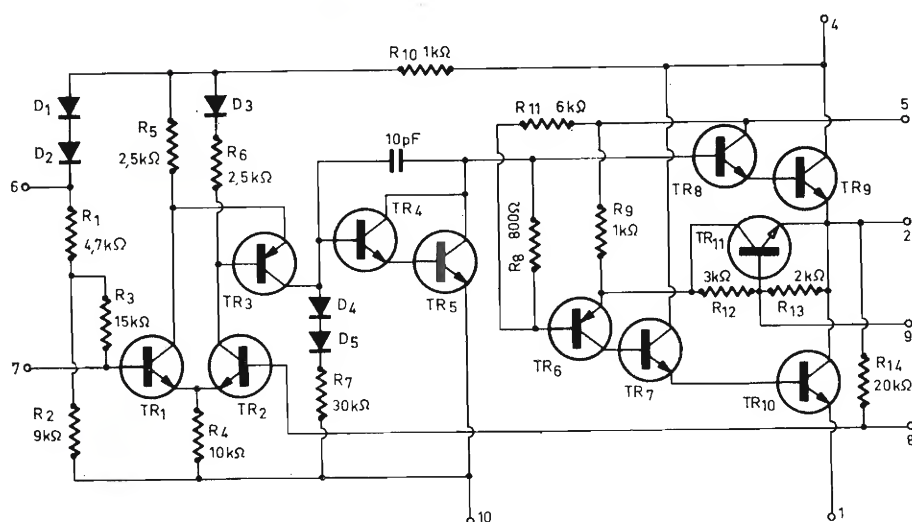 4
R10 1kΩ
D1
D3
R11 6kΩ
5
R5
2,5kΩ
10pF
D2
R6
2,5kΩ
6
TR4
TR8
TR9
R1
4,7kΩ
R8 800Ω
R9
1kΩ
TR11
2
TR3
3kΩ
2kΩ
R3
15kΩ
D4
TR5
R12
R13
D5
9
7
TR6
R14
20kΩ
R7
30kΩ
TR7
TR1
TR2
TR10
R2
9kΩ
R4
10kΩ
8
10
1